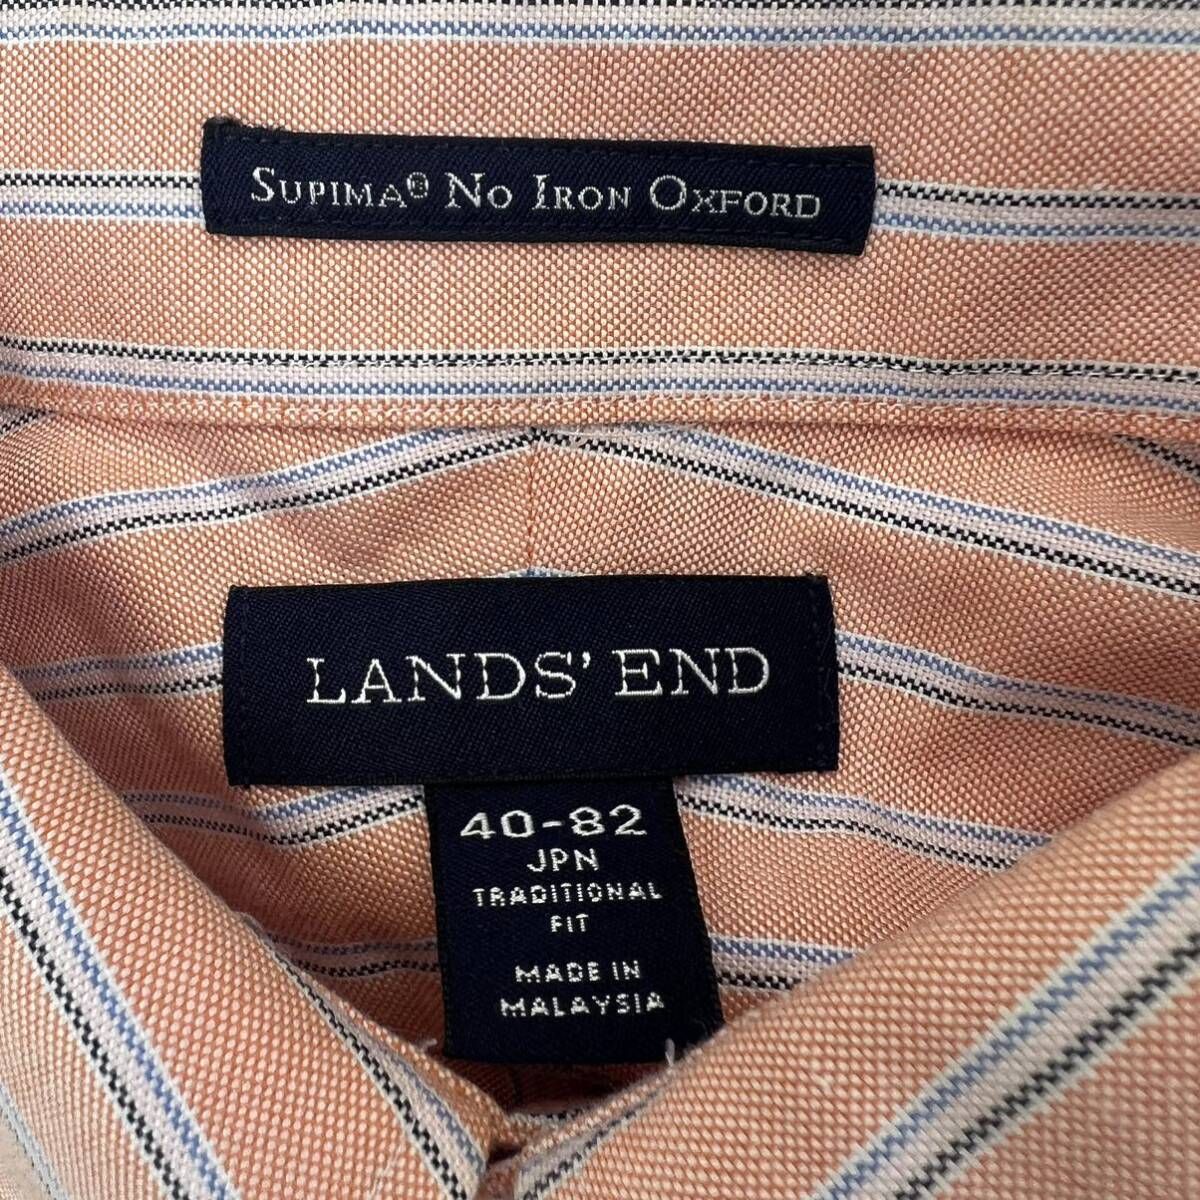 SUPIMA® NO IRON OXFORD
LANDS' END
40-82
JPN
TRADITIONAL
FIT
MADE IN
MALAYSIA